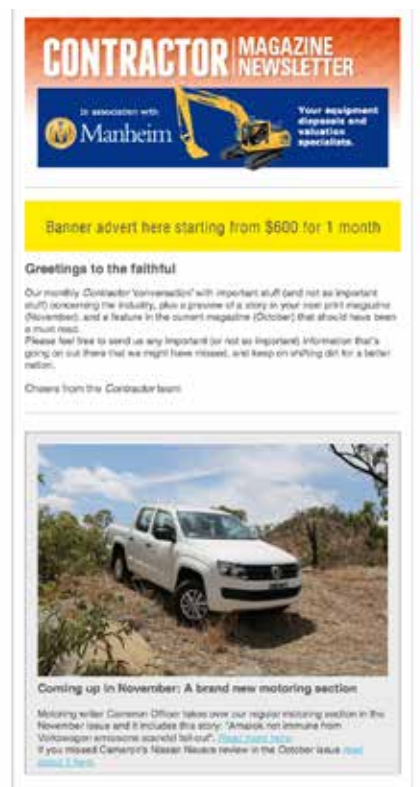 CONTRACTOR MAGAZINE
NEWSLETTER
In association with
Manheim
Your equipment
disposals and
valuation
specialists.
Banner advert here starting from $600 for 1 month
Greetings to the faithful
Our monthly Contractor 'conversation' with important stuff (and not so important
stuff) concerning the industry, plus a preview of a story in your next print magazine
(November), and a feature in the current magazine (October) that should have been
a must read.
Please feel free to send us any important (or not so important) information that's
going on out there that we might have missed, and keep on shifting dirt for a better
nation.
Cheers from the Contractor team
Coming up in November: A brand new motoring section
Motoring writer Cameron Officer takes over our regular motoring section in the
November issue and it includes this story: "Amarok not immune from
Volkswagen emissions scandal fall-out". Read more here.
If you missed Cameron's Nissan Navara review in the October issue read
about it here.